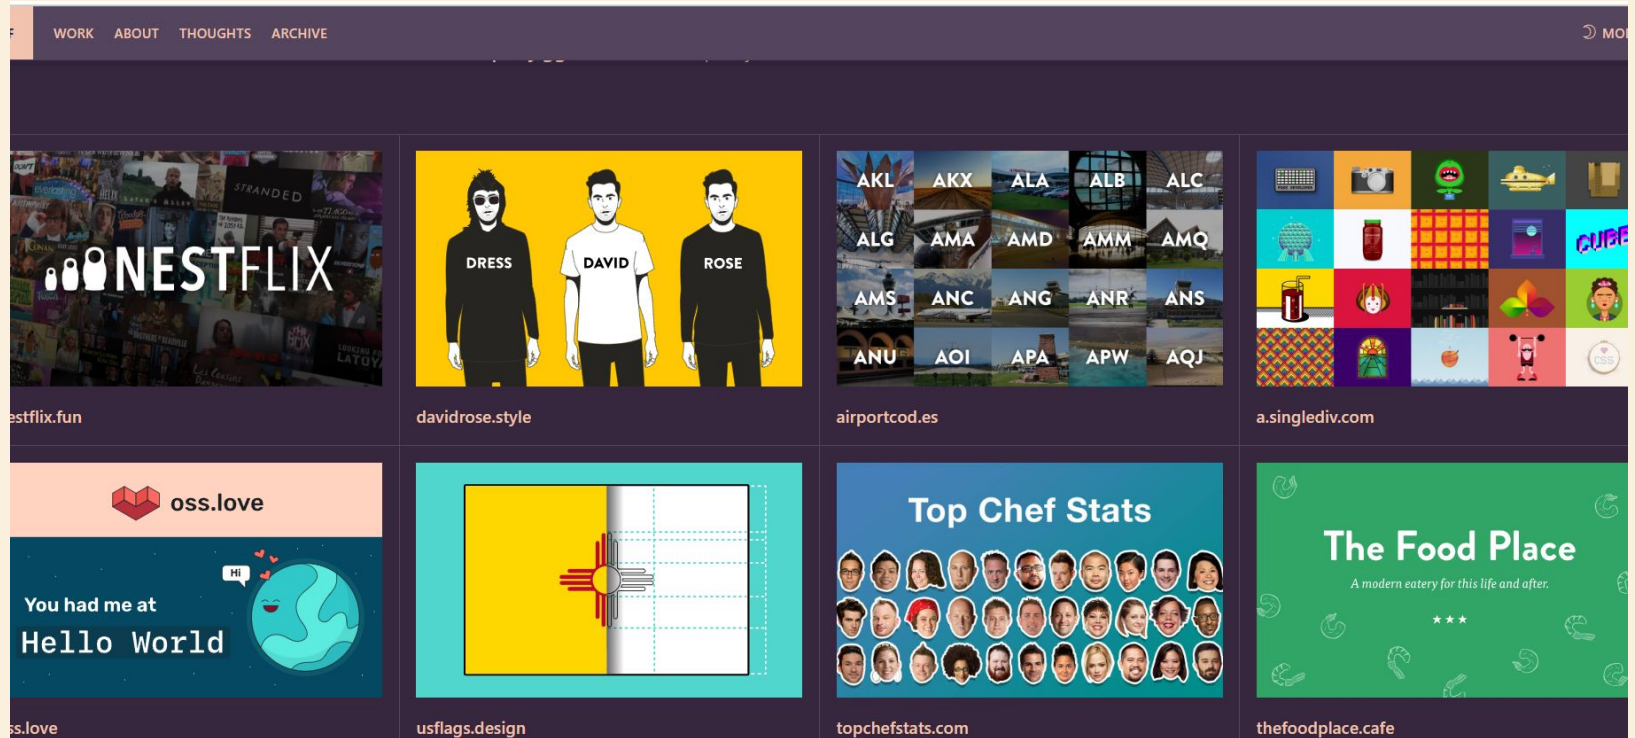 WORK ABOUT THOUGHTS ARCHIVE
STRANDED
NESTFLIX
DRESS DAVID ROSE
AKL AKX ALA ALB ALC
ALG AMA AMD AMM AMQ
AMS ANC ANG ANR ANS
ANU AOI APA APW AQJ
CUBE
CSS
estflix.fun
davidrose.style
airportcod.es
a.singlediv.com
oss.love
Hi
You had me at
Hello World
Top Chef Stats
The Food Place
A modern eatery for this life and after.
ss.love
usflags.design
topchefstats.com
thefoodplace.cafe